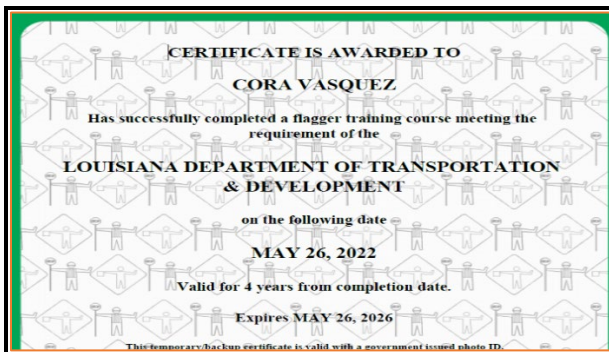 CERTIFICATE IS AWARDED TO
CORA VASQUEZ
Has successfully completed a flagger training course meeting the
requirement of the
LOUISIANA DEPARTMENT OF TRANSPORTATION
& DEVELOPMENT
on the following date
MAY 26, 2022
Valid for 4 years from completion date.
Expires MAY 26, 2026
This temporary/backup certificate is valid with a government issued photo ID.